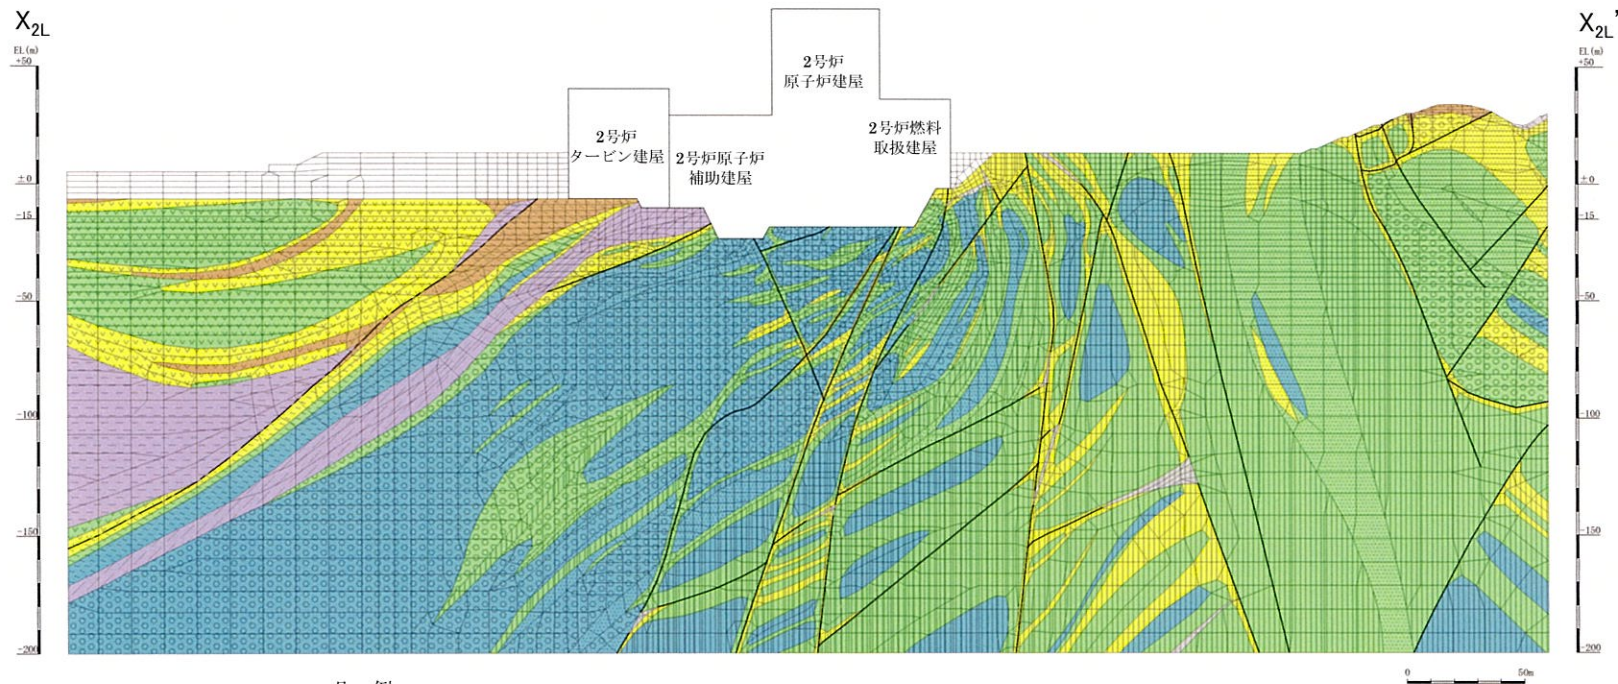 X2L
X2L'
EL(m)
EL(m)
+50
+50
2号炉
原子炉建屋
2号炉
タービン建屋
2号炉原子炉
補助建屋
2号炉燃料
取扱建屋
±0
±0
-15
-15
-50
-50
-100
-100
-150
-150
-200
-200
0
50m